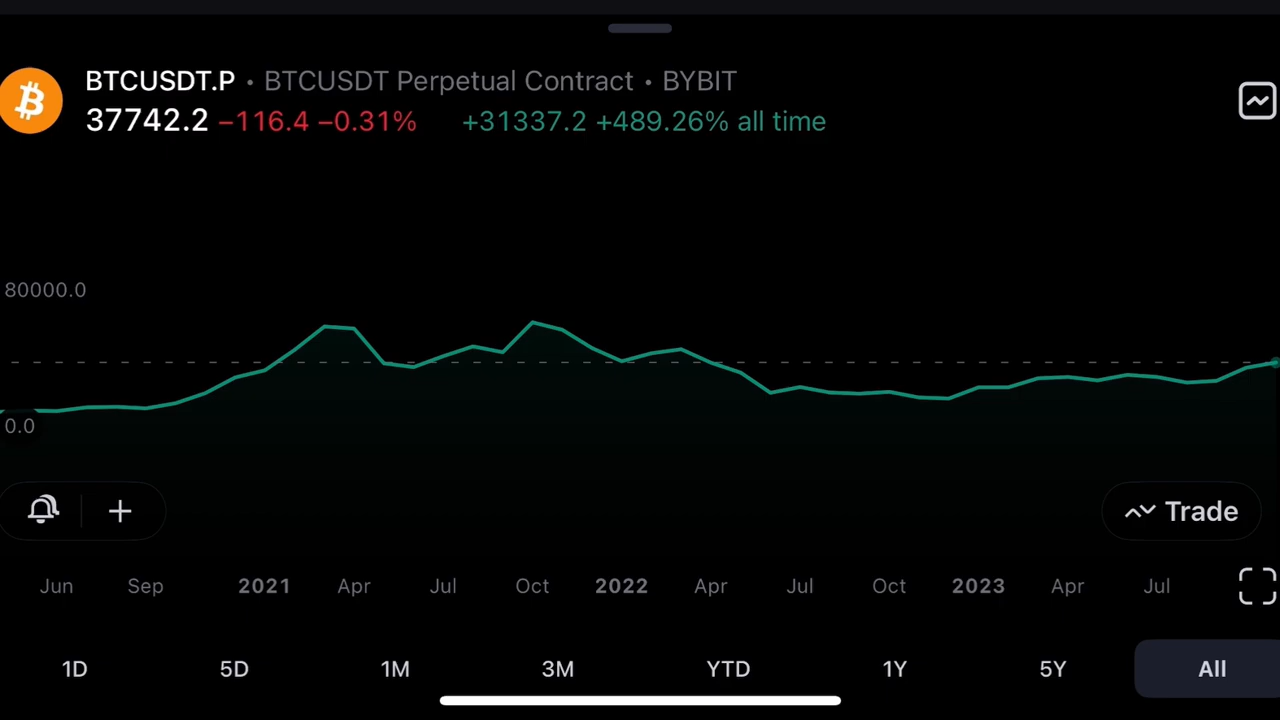 BTCUSDT.P · BTCUSDT Perpetual Contract · BYBIT
37742.2 −116.4 −0.31% +31337.2 +489.26% all time
80000.0
0.0
Trade
Jun Sep 2021 Apr Jul Oct 2022 Apr Jul Oct 2023 Apr Jul
1D 5D 1M 3M YTD 1Y 5Y All